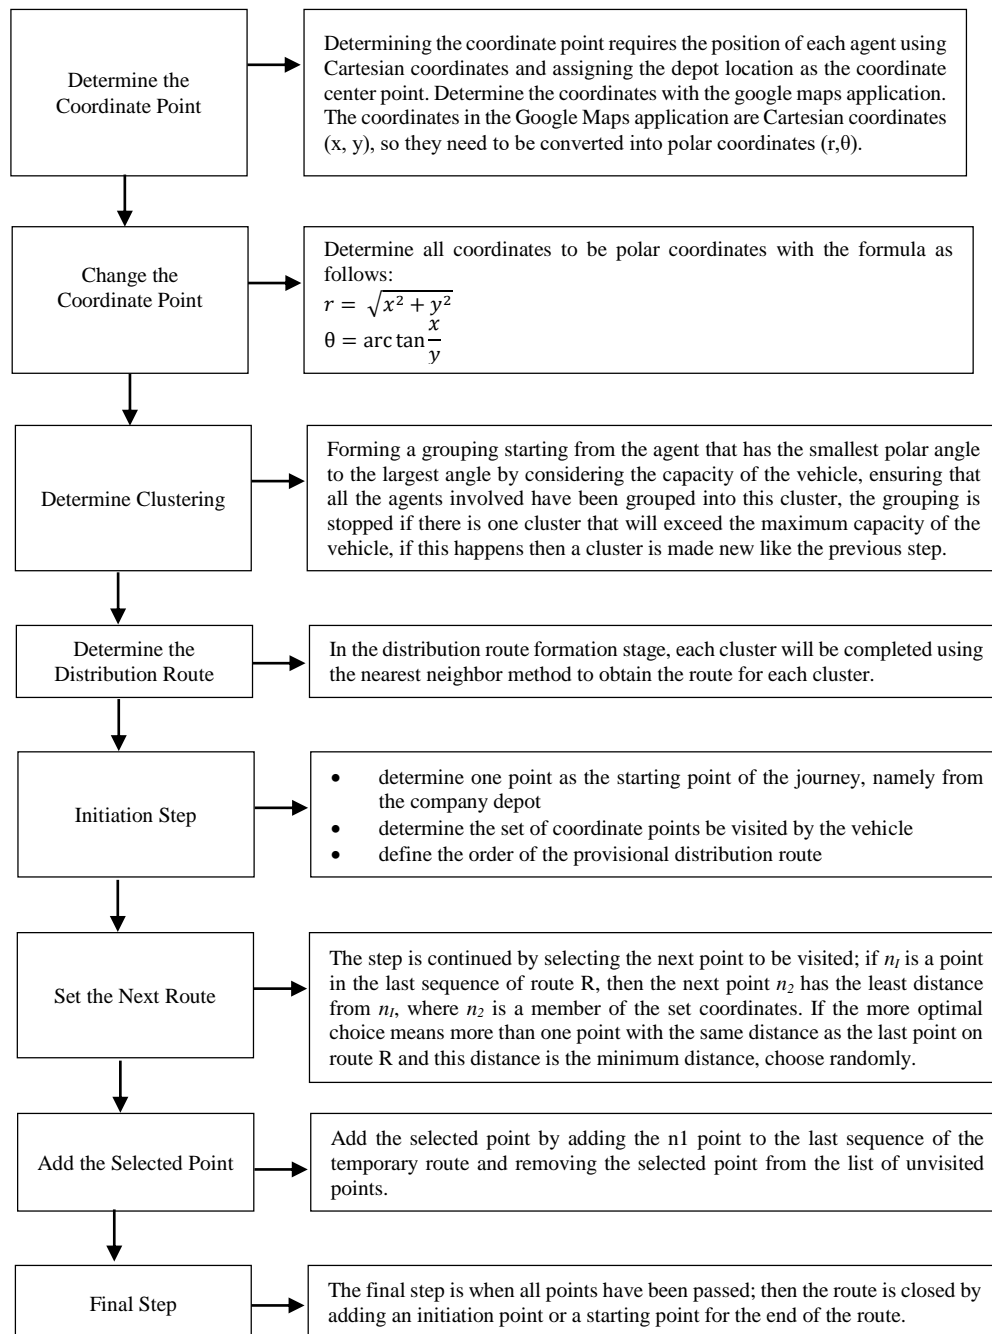 Determine the
Coordinate Point
Determining the coordinate point requires the position of each agent using
Cartesian coordinates and assigning the depot location as the coordinate
center point. Determine the coordinates with the google maps application.
The coordinates in the Google Maps application are Cartesian coordinates
(x, y), so they need to be converted into polar coordinates (r,θ).
Change the
Coordinate Point
Determine all coordinates to be polar coordinates with the formula as
follows:
r = √x² + y²
θ = arc tan x/y
Determine Clustering
Forming a grouping starting from the agent that has the smallest polar angle
to the largest angle by considering the capacity of the vehicle, ensuring that
all the agents involved have been grouped into this cluster, the grouping is
stopped if there is one cluster that will exceed the maximum capacity of the
vehicle, if this happens then a cluster is made new like the previous step.
Determine the
Distribution Route
In the distribution route formation stage, each cluster will be completed using
the nearest neighbor method to obtain the route for each cluster.
Initiation Step
• determine one point as the starting point of the journey, namely from
the company depot
• determine the set of coordinate points be visited by the vehicle
• define the order of the provisional distribution route
Set the Next Route
The step is continued by selecting the next point to be visited; if n₁ is a point
in the last sequence of route R, then the next point n₂ has the least distance
from n₁, where n₂ is a member of the set coordinates. If the more optimal
choice means more than one point with the same distance as the last point on
route R and this distance is the minimum distance, choose randomly.
Add the Selected Point
Add the selected point by adding the n1 point to the last sequence of the
temporary route and removing the selected point from the list of unvisited
points.
Final Step
The final step is when all points have been passed; then the route is closed by
adding an initiation point or a starting point for the end of the route.